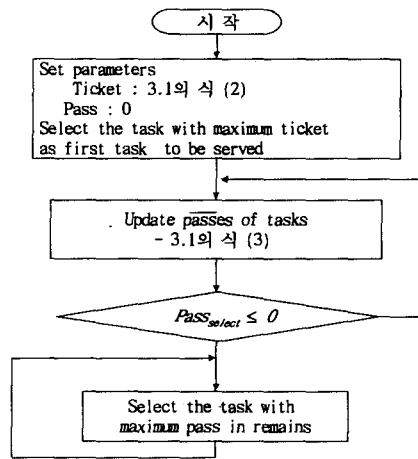 시 작
Set parameters
Ticket : 3.1의 식 (2)
Pass : 0
Select the task with maximum ticket
as first task to be served
Update passes of tasks
- 3.1의 식 (3)
Pass select ≤ 0
Select the task with
maximum pass in remains